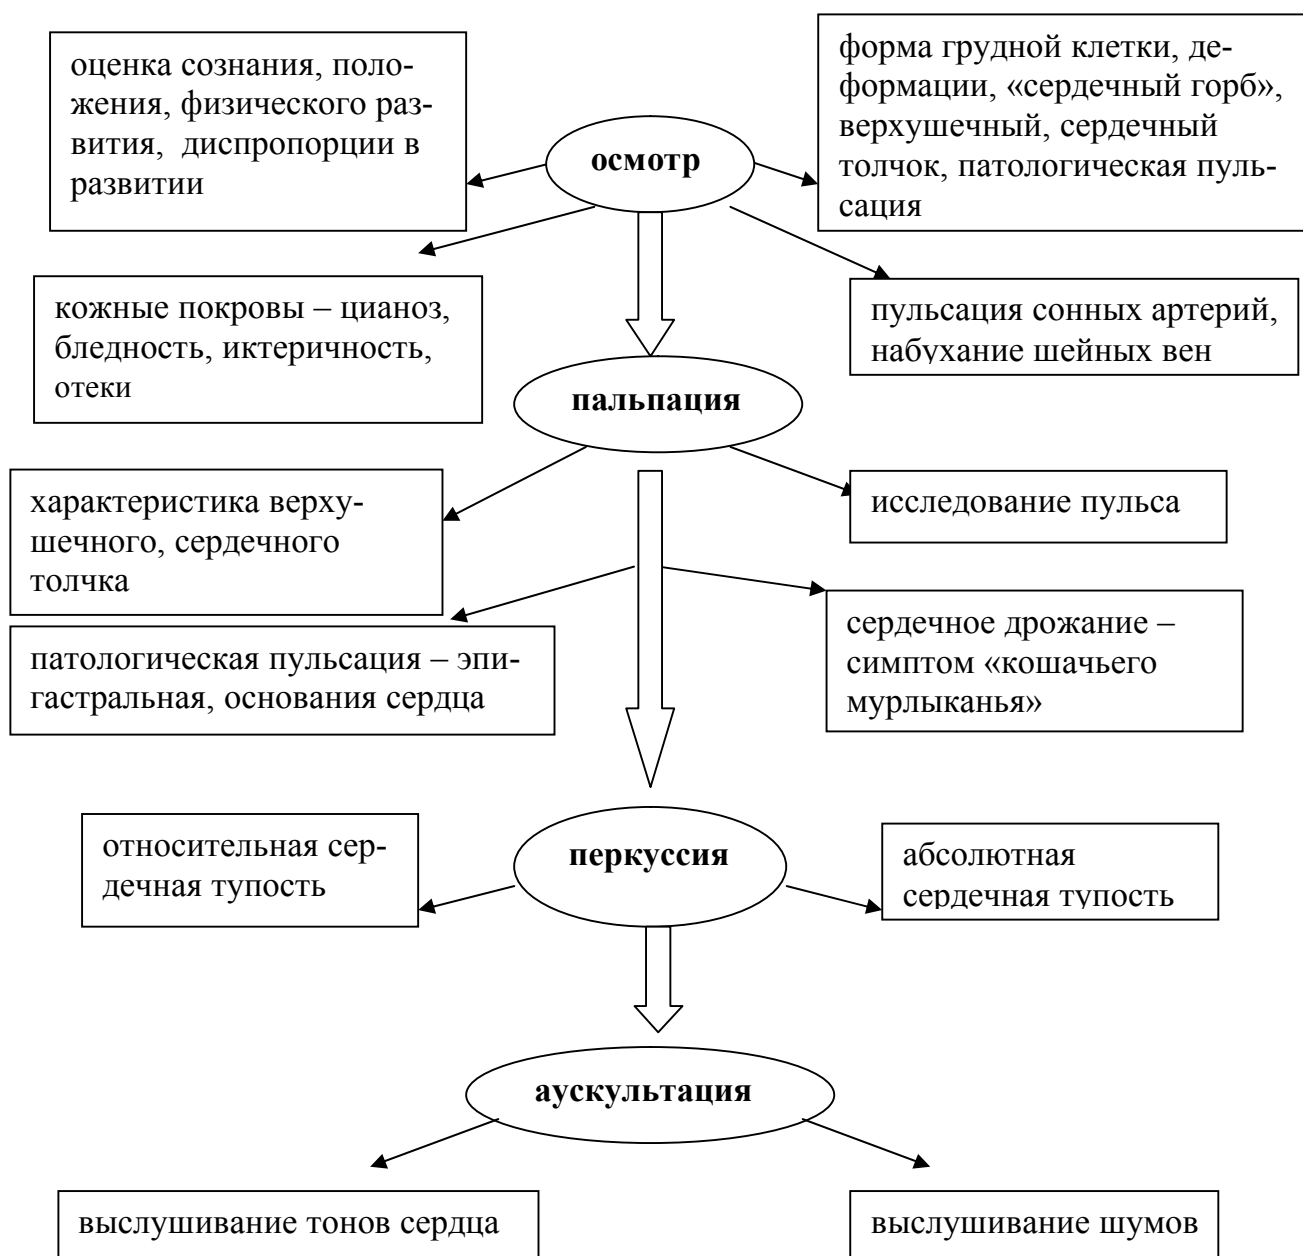 оценка сознания, поло-
жения, физического раз-
вития, диспропорции в
развитии
форма грудной клетки, де-
формации, «сердечный горб»,
верхушечный, сердечный
толчок, патологическая пуль-
сация
осмотр
кожные покровы – цианоз,
бледность, иктеричность,
отеки
пульсация сонных артерий,
набухание шейных вен
пальпация
характеристика верху-
шечного, сердечного
толчка
исследование пульса
патологическая пульсация – эпи-
гастральная, основания сердца
сердечное дрожание –
симптом «кошачьего
мурлыканья»
относительная сер-
дечная тупость
перкуссия
абсолютная
сердечная тупость
аускультация
выслушивание тонов сердца
выслушивание шумов